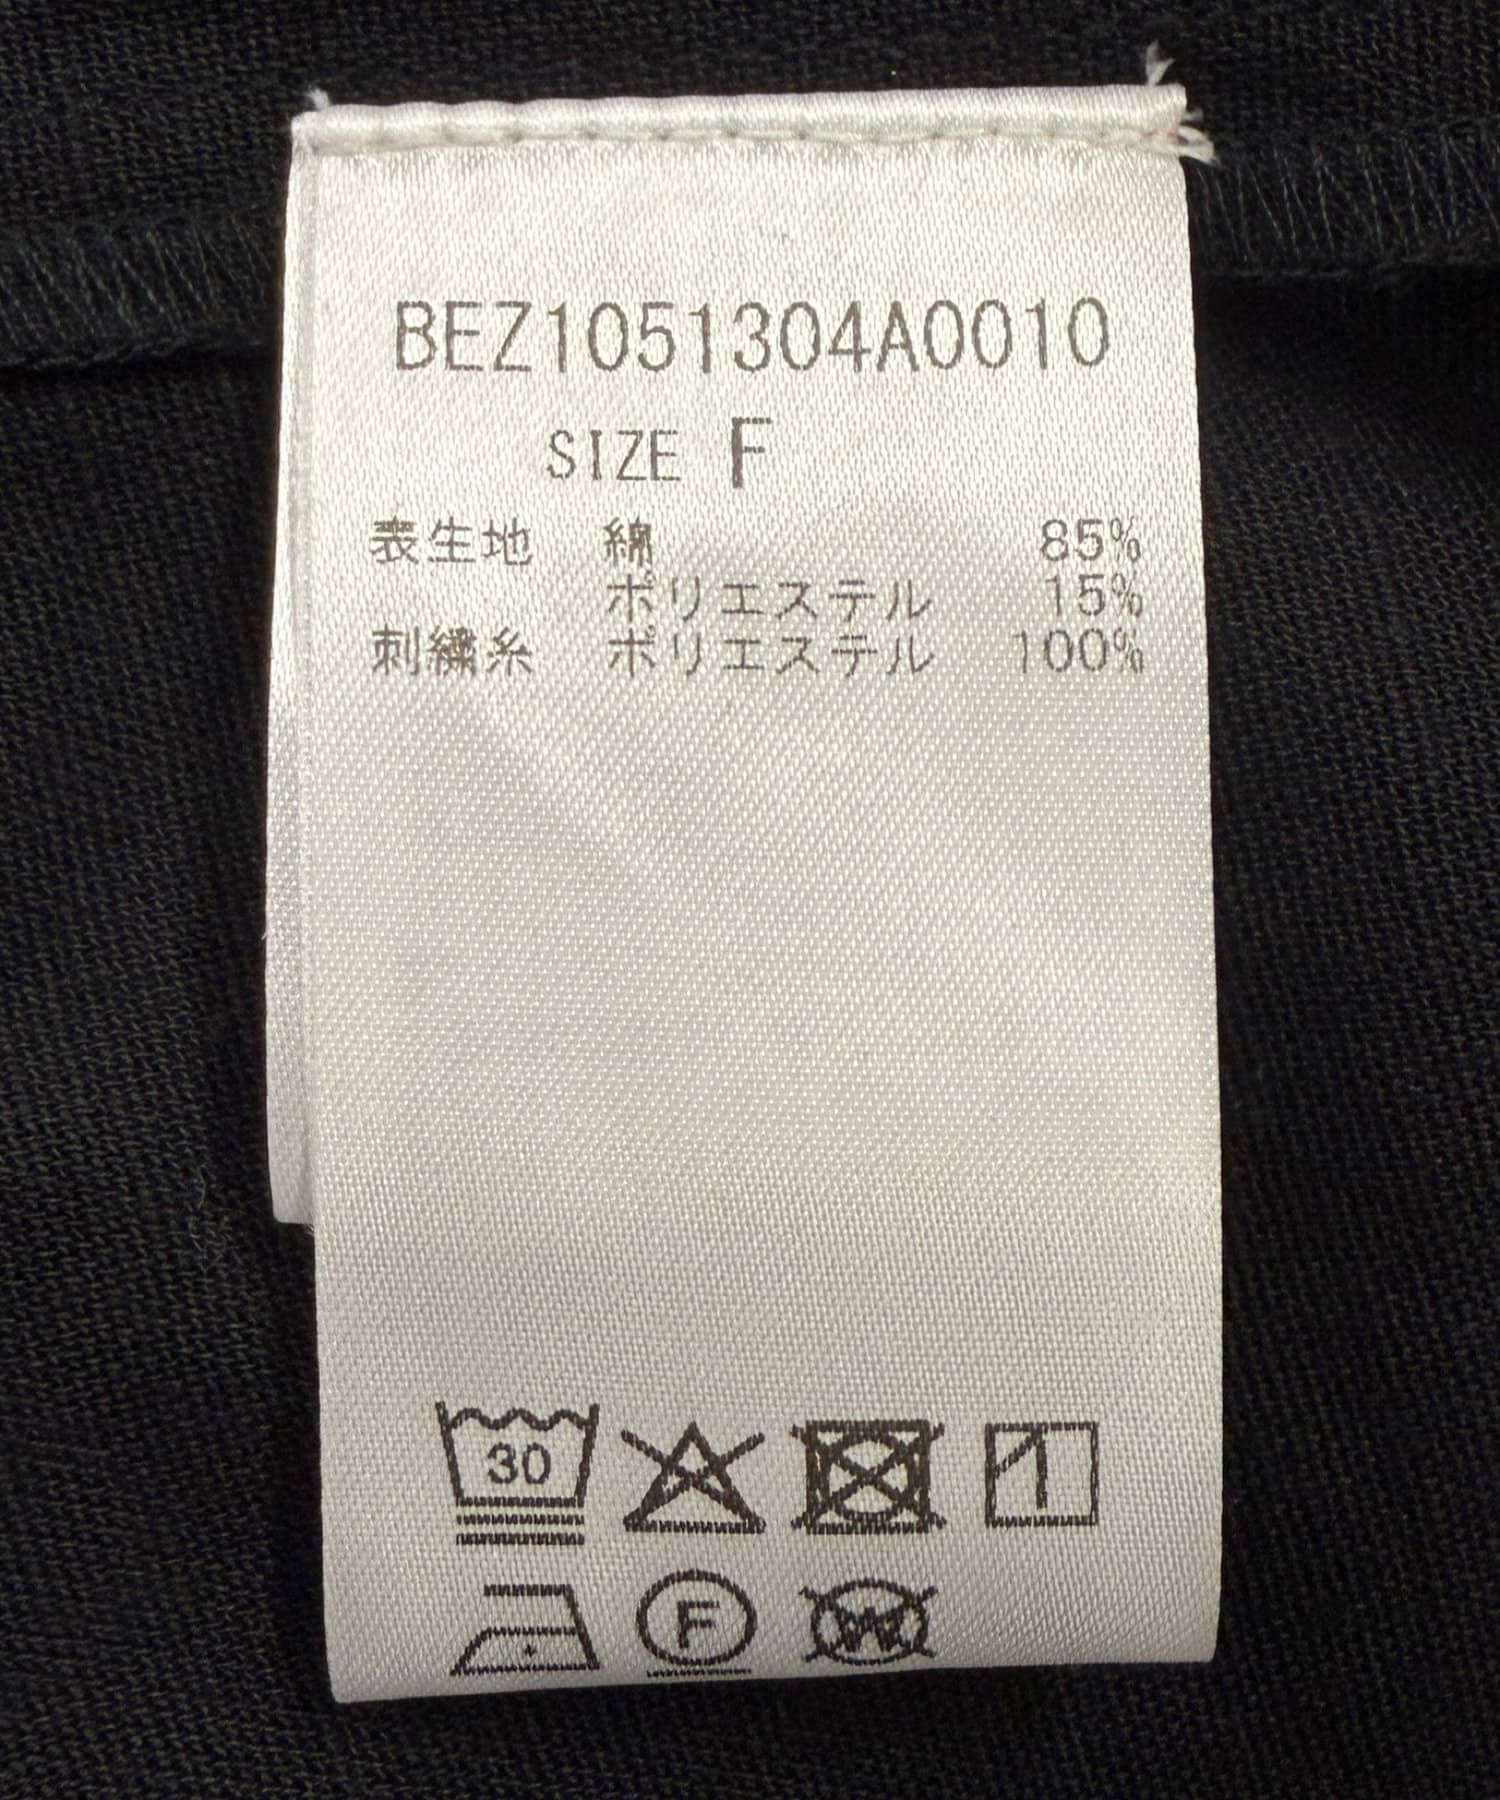 BEZ1051304A0010
SIZE F
表生地 綿 85%
ポリエステル 15%
刺繍糸 ポリエステル 100%
30
F
W